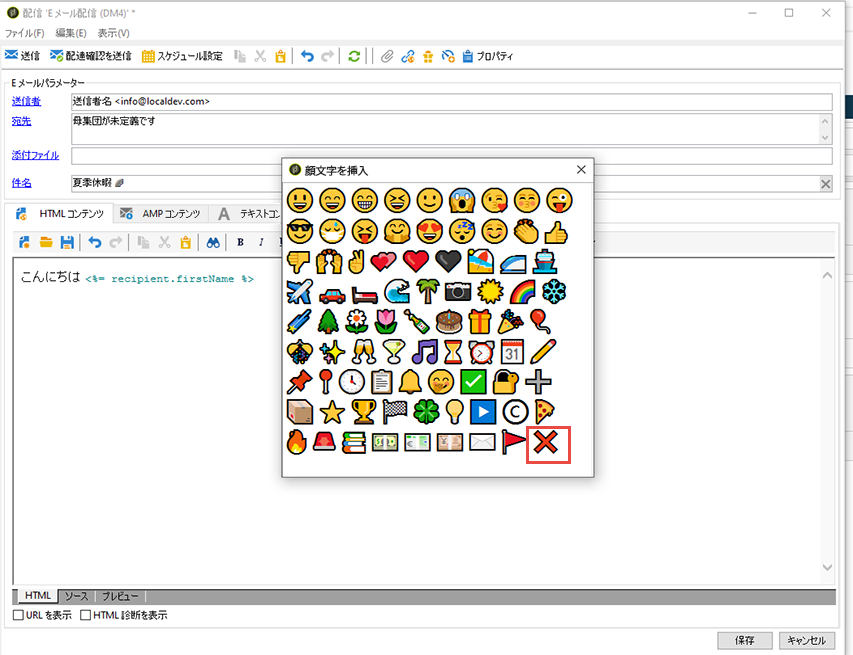 配信 'Eメール配信 (DM4)' *
ファイル(F) 編集(E) 表示(V)
送信 配達確認を送信 スケジュール設定 プロパティ
Eメールパラメーター
送信者 送信者名 <info@localdev.com>
宛先 母集団が未定義です
添付ファイル
件名 夏季休暇
顔文字を挿入
HTML コンテンツ AMP コンテンツ テキストコン
B I
こんにちは <%= recipient.firstName %>
31
HTML ソース プレビュー
URL を表示 HTML 診断を表示
保存 キャンセル